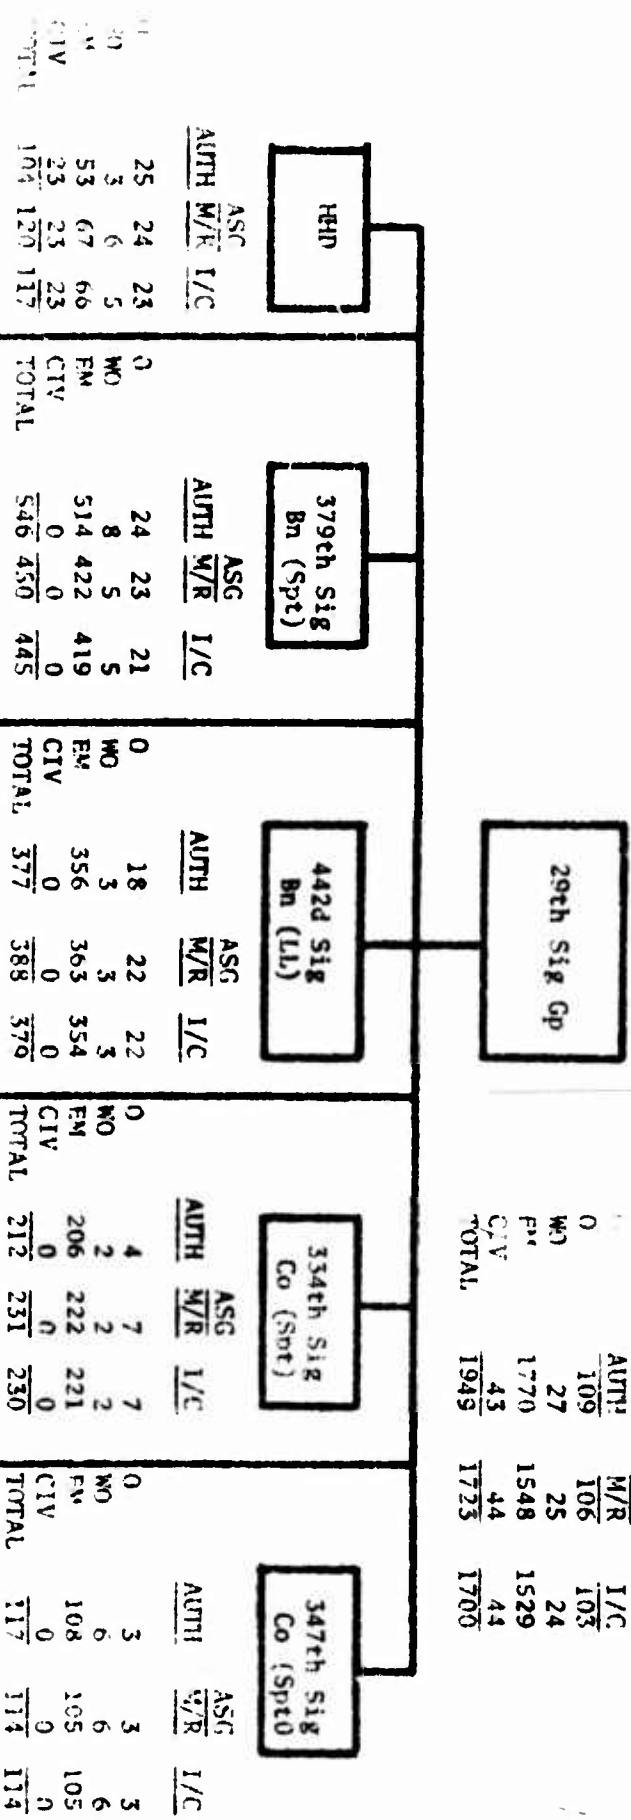 29th Sig Gp
AUTH M/R I/C
O 109 106 103
WO 27 25 24
EM 1770 1548 1529
CIV 43 44 44
TOTAL 1949 1723 1700
HHD
ASG
AUTH M/R I/C
25 24 23
3 6 5
53 67 66
CIV 23 23 23
104 120 117
379th Sig
Bn (Spt)
ASG
AUTH M/R I/C
O 24 23 21
WO 8 5 5
EM 514 422 419
CIV 0 0 0
TOTAL 546 450 445
442d Sig
Bn (LL)
ASG
AUTH M/R I/C
O 18 22 22
WO 3 3 3
EM 356 363 354
CIV 0 0 0
TOTAL 377 388 379
334th Sig
Co (Spt)
ASG
AUTH M/R I/C
O 4 7 7
WO 2 2 2
EM 206 222 221
CIV 0 0 0
TOTAL 212 231 230
347th Sig
Co (Spt0
ASG
AUTH M/R I/C
O 3 3 3
WO 6 6 6
EM 108 105 105
CIV 0 0 0
TOTAL 117 114 114